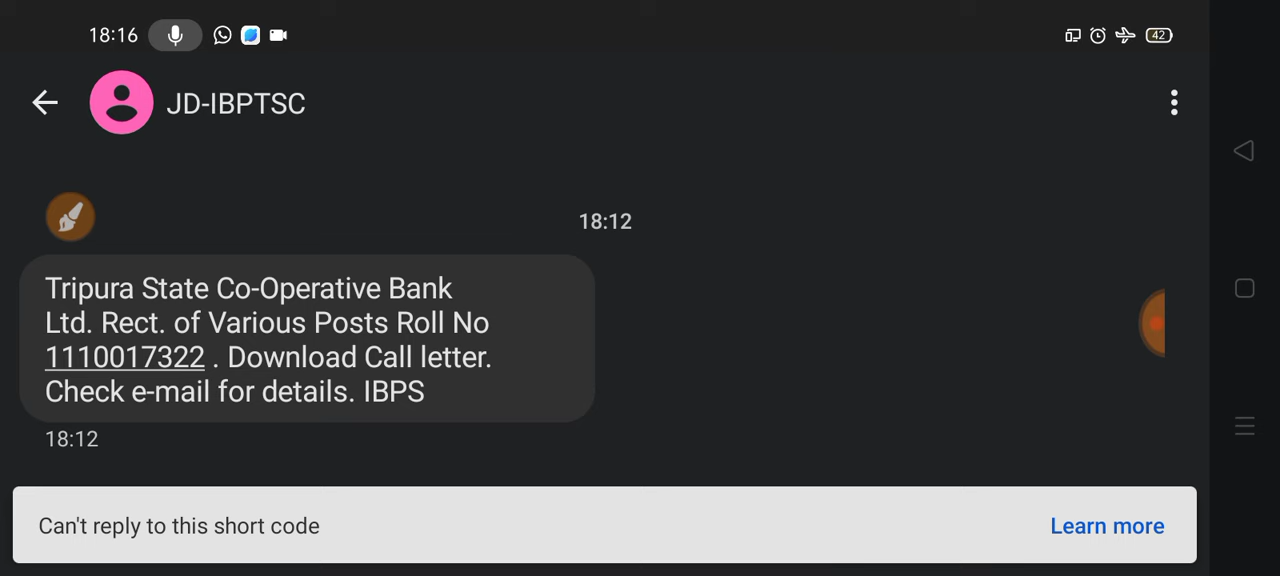 18:16
42
JD-IBPTSC
18:12
Tripura State Co-Operative Bank
Ltd. Rect. of Various Posts Roll No
1110017322 . Download Call letter.
Check e-mail for details. IBPS
18:12
Can't reply to this short code
Learn more